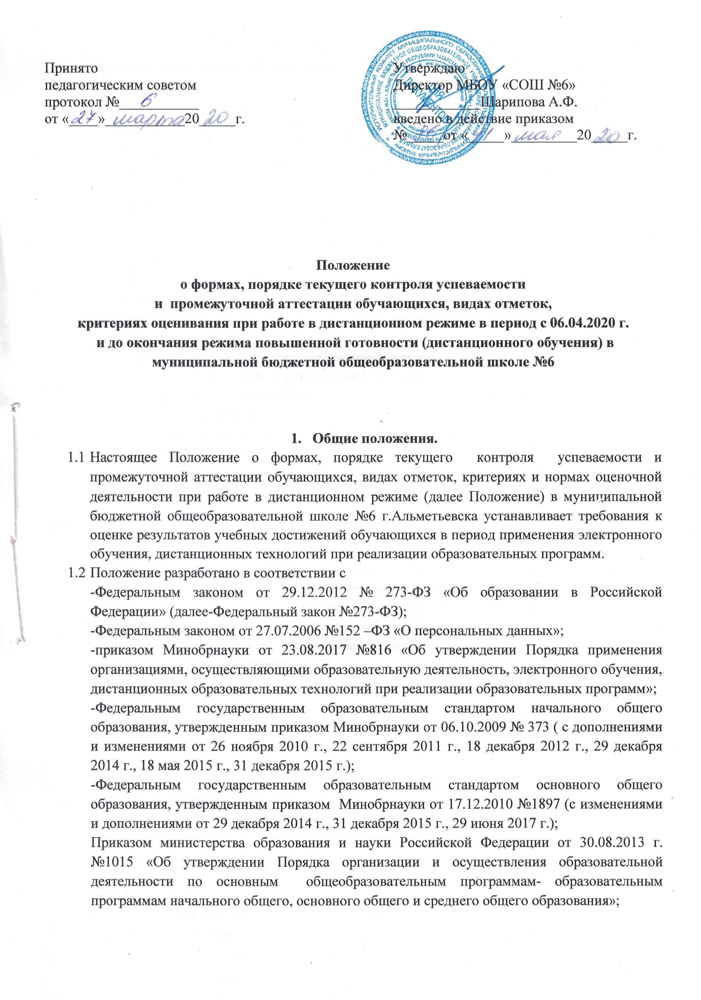 Принято
педагогическим советом
протокол № 6
от «27» марта 2020 г.
Утверждаю
Директор МБОУ «СОШ №6»
Шарипова А.Ф.
введено в действие приказом
№ от «11» мая 2020 г.
ДЛЯ
ДОКУМЕНТОВ
Положение
о формах, порядке текущего контроля успеваемости
и промежуточной аттестации обучающихся, видах отметок,
критериях оценивания при работе в дистанционном режиме в период с 06.04.2020 г.
и до окончания режима повышенной готовности (дистанционного обучения) в
муниципальной бюджетной общеобразовательной школе №6
1. Общие положения.
1.1 Настоящее Положение о формах, порядке текущего контроля успеваемости и
промежуточной аттестации обучающихся, видах отметок, критериях и нормах оценочной
деятельности при работе в дистанционном режиме (далее Положение) в муниципальной
бюджетной общеобразовательной школе №6 г.Альметьевска устанавливает требования к
оценке результатов учебных достижений обучающихся в период применения электронного
обучения, дистанционных технологий при реализации образовательных программ.
1.2 Положение разработано в соответствии с
-Федеральным законом от 29.12.2012 № 273-ФЗ «Об образовании в Российской
Федерации» (далее-Федеральный закон №273-ФЗ);
-Федеральным законом от 27.07.2006 №152 –ФЗ «О персональных данных»;
-приказом Минобрнауки от 23.08.2017 №816 «Об утверждении Порядка применения
организациями, осуществляющими образовательную деятельность, электронного обучения,
дистанционных образовательных технологий при реализации образовательных программ»;
-Федеральным государственным образовательным стандартом начального общего
образования, утвержденным приказом Минобрнауки от 06.10.2009 № 373 ( с дополнениями
и изменениями от 26 ноября 2010 г., 22 сентября 2011 г., 18 декабря 2012 г., 29 декабря
2014 г., 18 мая 2015 г., 31 декабря 2015 г.);
-Федеральным государственным образовательным стандартом основного общего
образования, утвержденным приказом Минобрнауки от 17.12.2010 №1897 (с изменениями
и дополнениями от 29 декабря 2014 г., 31 декабря 2015 г., 29 июня 2017 г.);
Приказом министерства образования и науки Российской Федерации от 30.08.2013 г.
№1015 «Об утверждении Порядка организации и осуществления образовательной
деятельности по основным общеобразовательным программам- образовательным
программам начального общего, основного общего и среднего общего образования»;